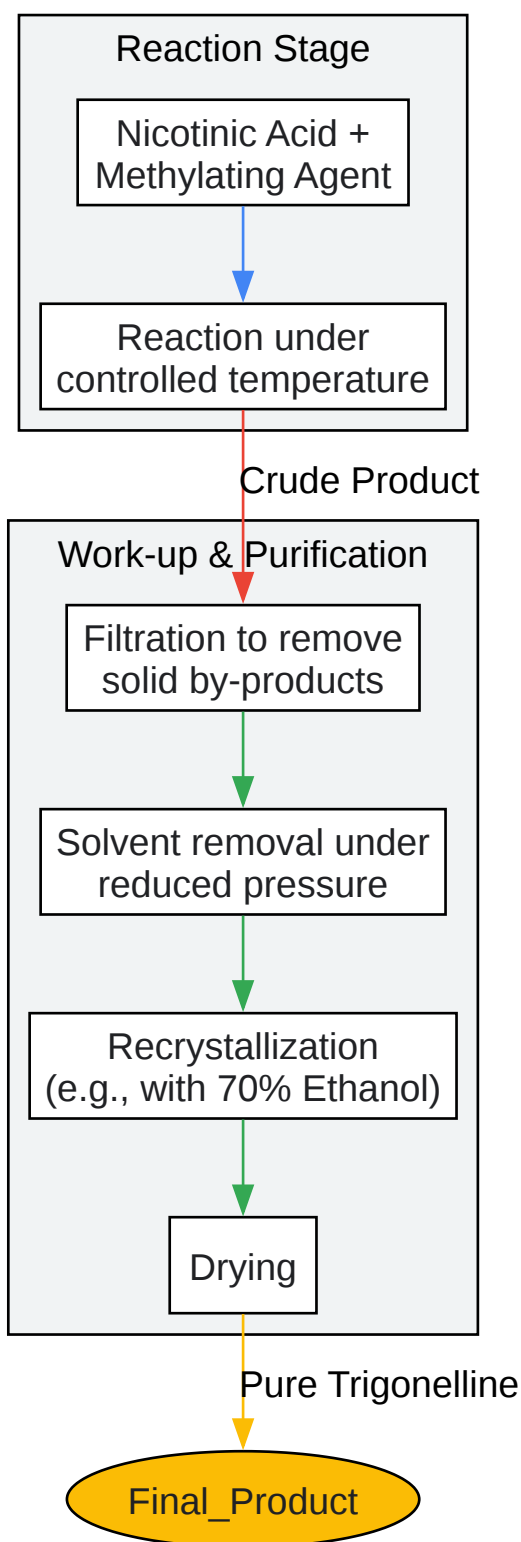 Reaction Stage
Nicotinic Acid +
Methylating Agent
Reaction under
controlled temperature
Crude Product
Work-up & Purification
Filtration to remove
solid by-products
Solvent removal under
reduced pressure
Recrystallization
(e.g., with 70% Ethanol)
Drying
Pure Trigonelline
Final_Product